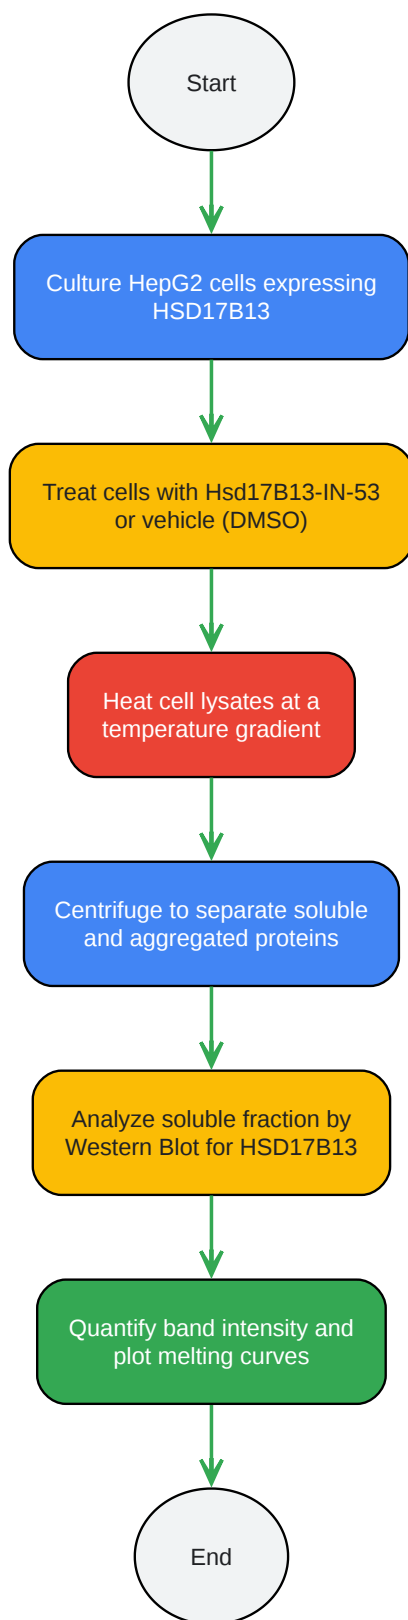 Start
Culture HepG2 cells expressing
HSD17B13
Treat cells with Hsd17B13-IN-53
or vehicle (DMSO)
Heat cell lysates at a
temperature gradient
Centrifuge to separate soluble
and aggregated proteins
Analyze soluble fraction by
Western Blot for HSD17B13
Quantify band intensity and
plot melting curves
End